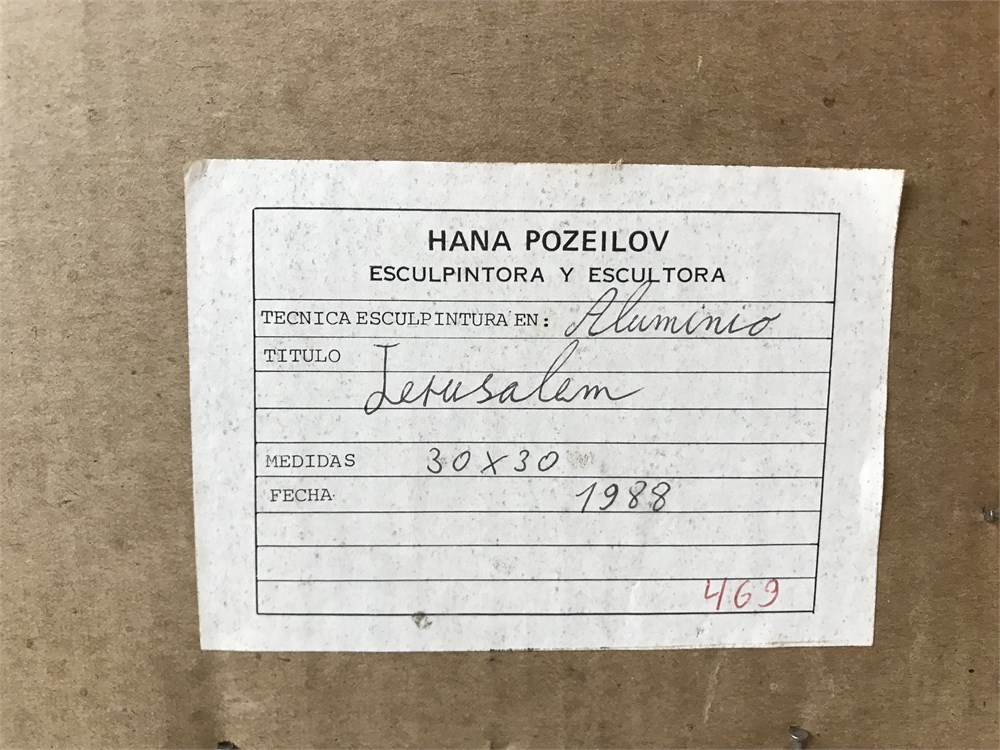 HANA POZEILOV
ESCULPINTORA Y ESCULTORA
TECNICA ESCULPINTURA EN: Aluminio
TITULO
Jerusalem
MEDIDAS 30x30
FECHA 1988
469